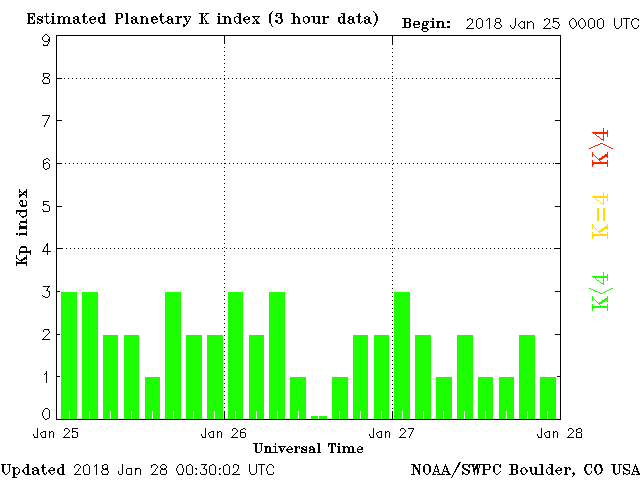 Estimated Planetary K index (3 hour data) Begin: 2018 Jan 25 0000 UTC
9
8
7
6
5
4
3
2
1
0
Kp index
K>4
K=4
K<4
Jan 25 Jan 26 Jan 27 Jan 28
Universal Time
Updated 2018 Jan 28 00:30:02 UTC NOAA/SWPC Boulder, CO USA